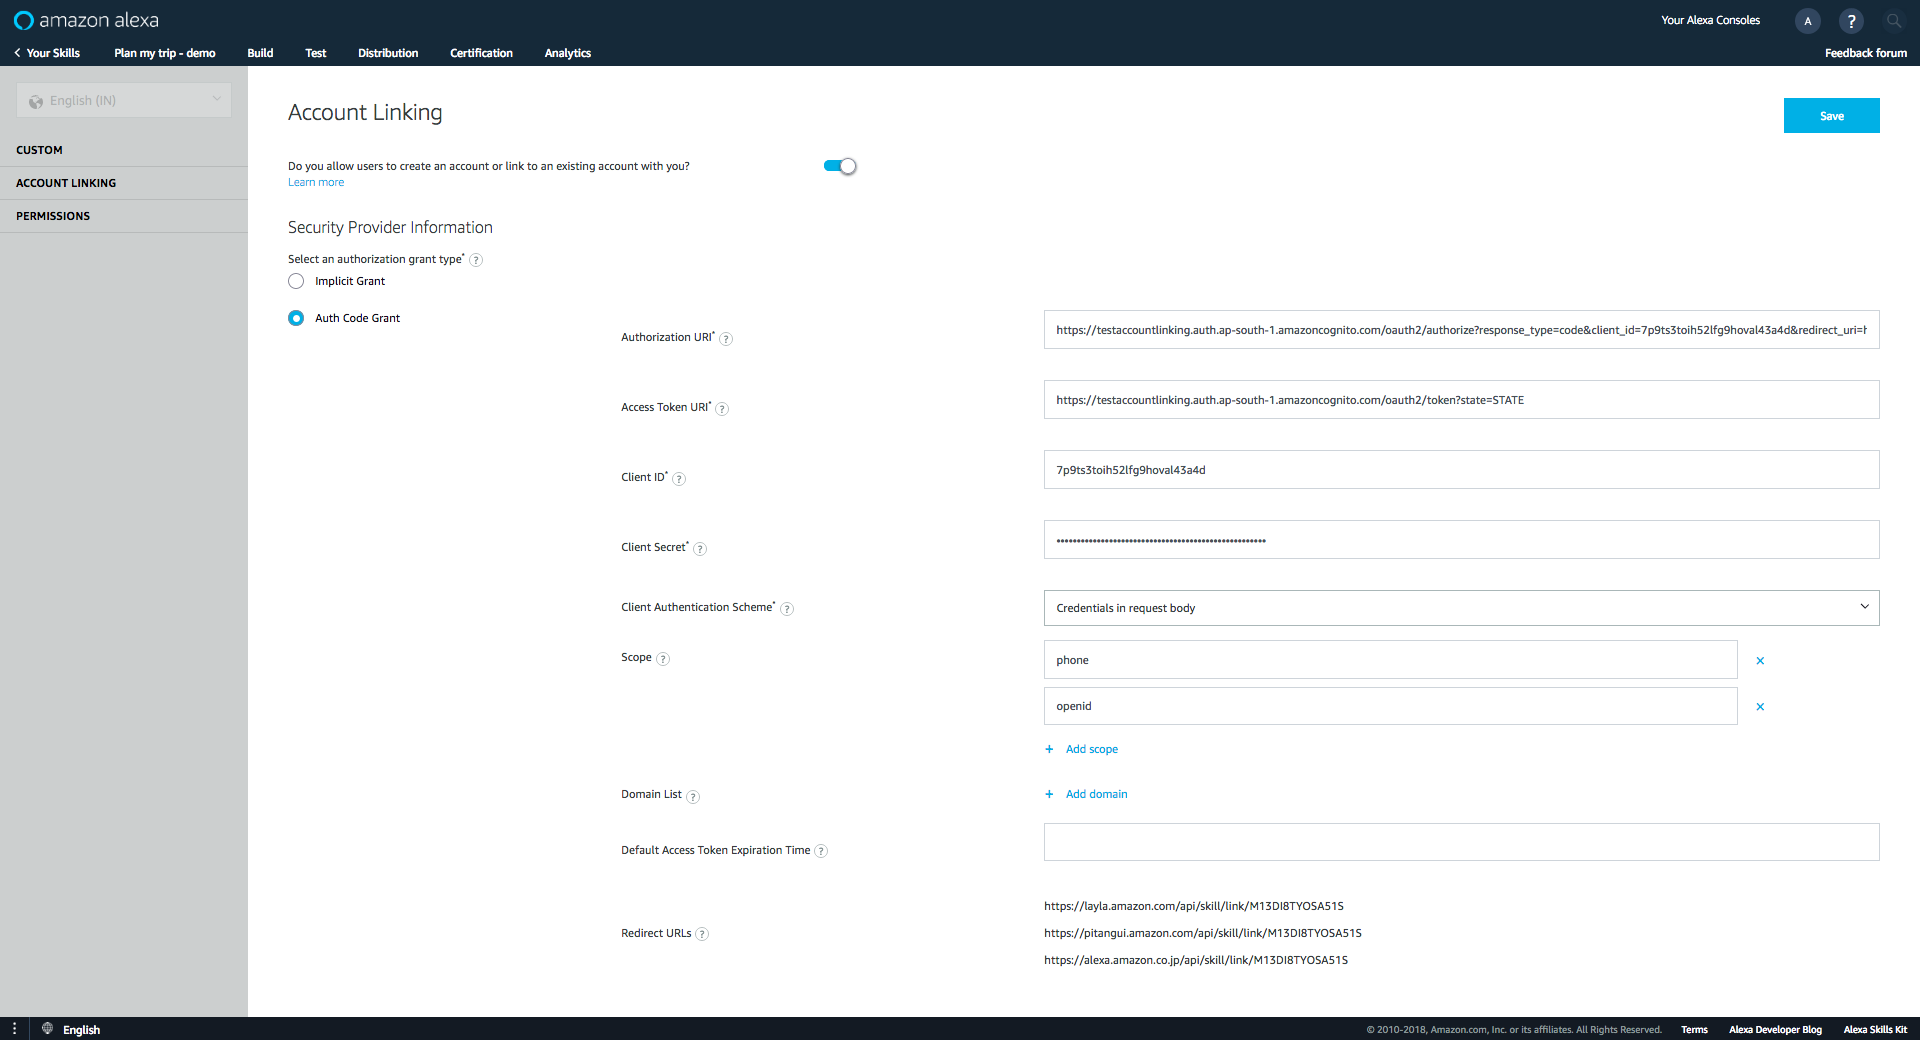 amazon alexa
Your Alexa Consoles
A
?
Your Skills
Plan my trip - demo
Build
Test
Distribution
Certification
Analytics
Feedback forum
English (IN)
CUSTOM
ACCOUNT LINKING
PERMISSIONS
Account Linking
Save
Do you allow users to create an account or link to an existing account with you?
Learn more
Security Provider Information
Select an authorization grant type* ?
Implicit Grant
Auth Code Grant
Authorization URI* ?
https://testaccountlinking.auth.ap-south-1.amazoncognito.com/oauth2/authorize?response_type=code&client_id=7p9ts3toih52lfg9hoval43a4d&redirect_uri=h
Access Token URI* ?
https://testaccountlinking.auth.ap-south-1.amazoncognito.com/oauth2/token?state=STATE
Client ID* ?
7p9ts3toih52lfg9hoval43a4d
Client Secret* ?
Client Authentication Scheme* ?
Credentials in request body
Scope ?
phone
openid
+ Add scope
Domain List ?
+ Add domain
Default Access Token Expiration Time ?
Redirect URLs ?
https://layla.amazon.com/api/skill/link/M13DI8TYOSA51S
https://pitangui.amazon.com/api/skill/link/M13DI8TYOSA51S
https://alexa.amazon.co.jp/api/skill/link/M13DI8TYOSA51S
English
© 2010-2018, Amazon.com, Inc. or its affiliates. All Rights Reserved.
Terms
Alexa Developer Blog
Alexa Skills Kit